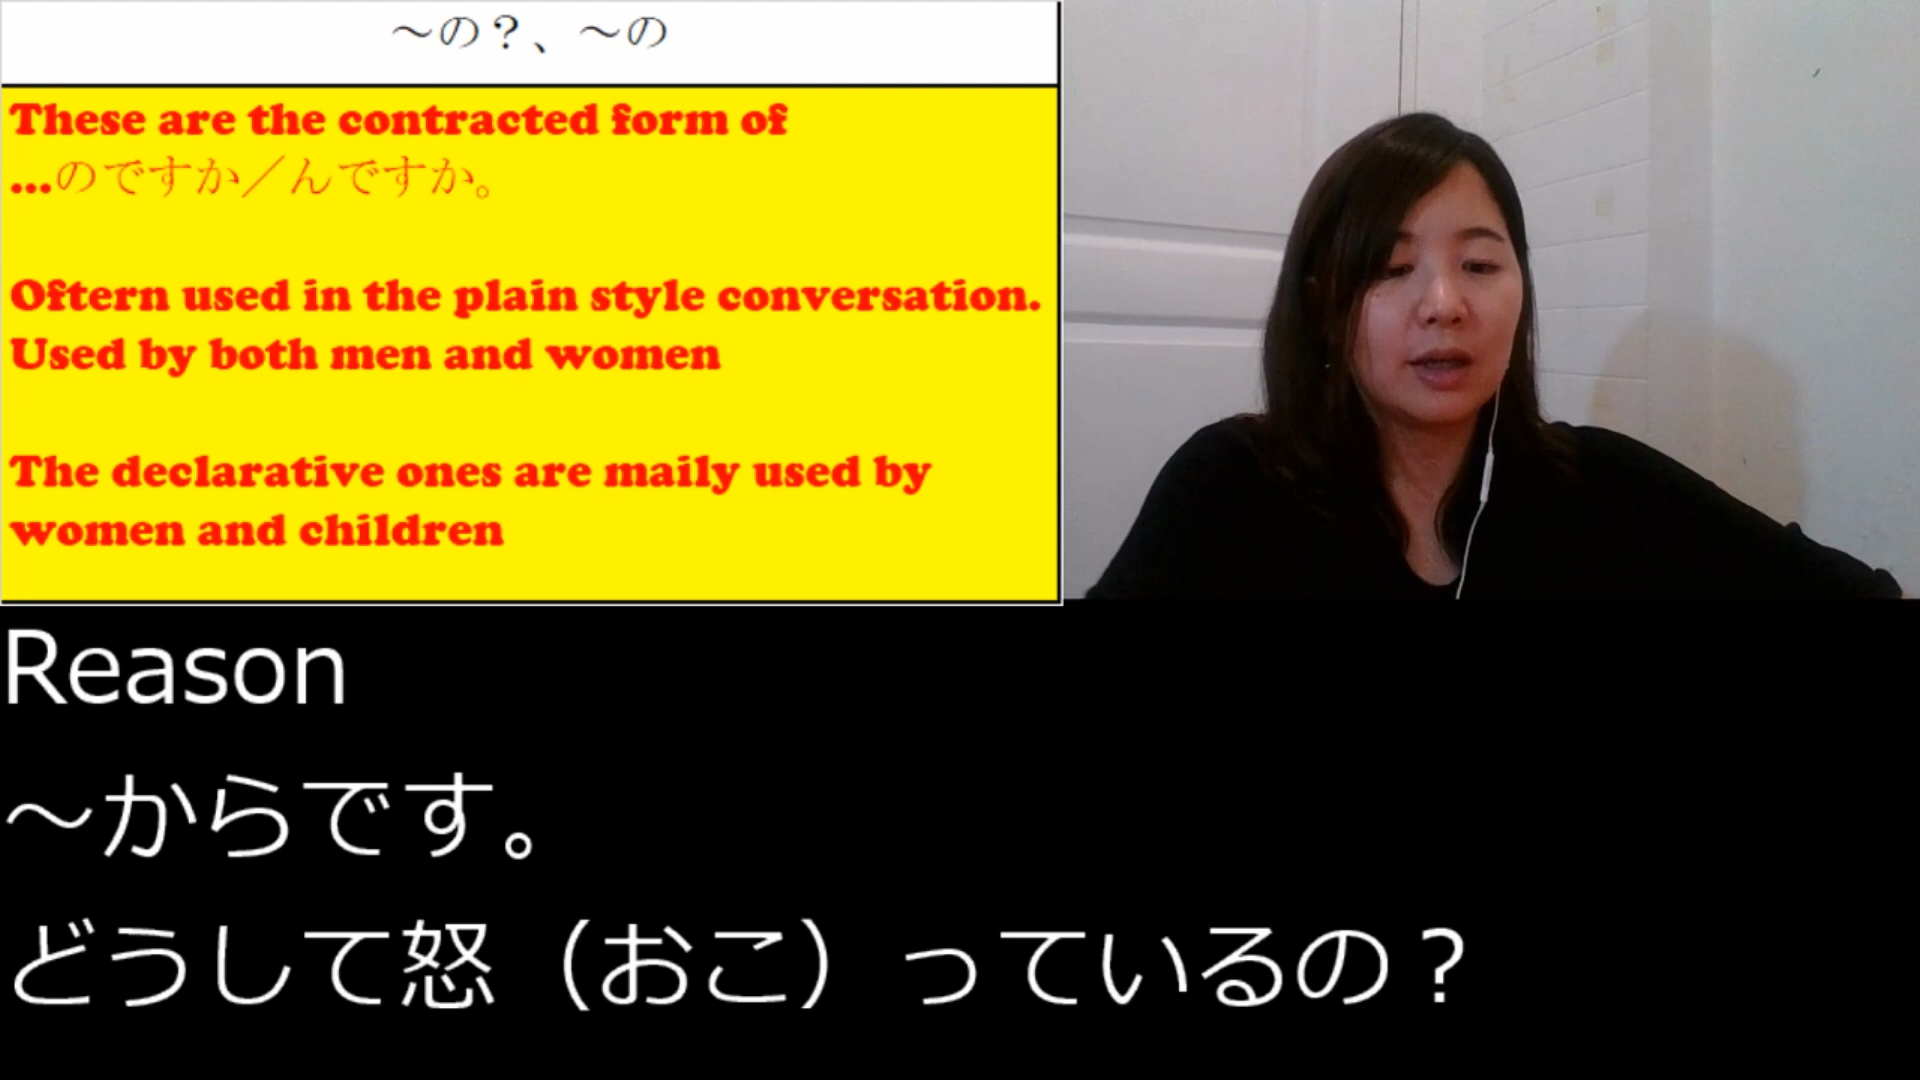 ～の？、～の
These are the contracted form of
...のですか／んですか。
Oftern used in the plain style conversation.
Used by both men and women
The declarative ones are maily used by
women and children
Reason
～からです。
どうして怒（おこ）っているの？